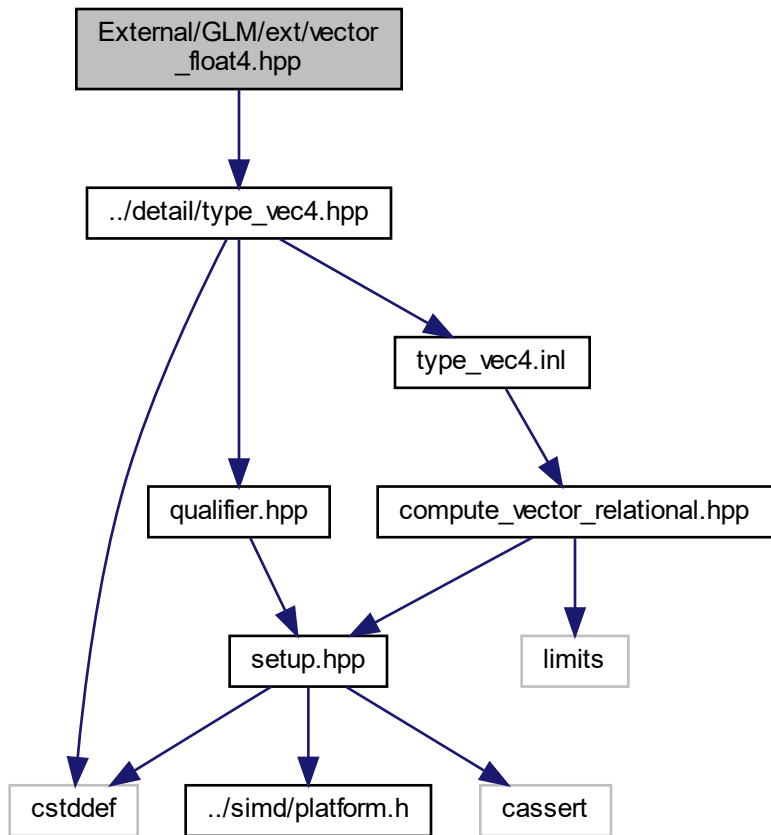 External/GLM/ext/vector
_float4.hpp
../detail/type_vec4.hpp
type_vec4.inl
qualifier.hpp
compute_vector_relational.hpp
setup.hpp
limits
cstddef
../simd/platform.h
cassert